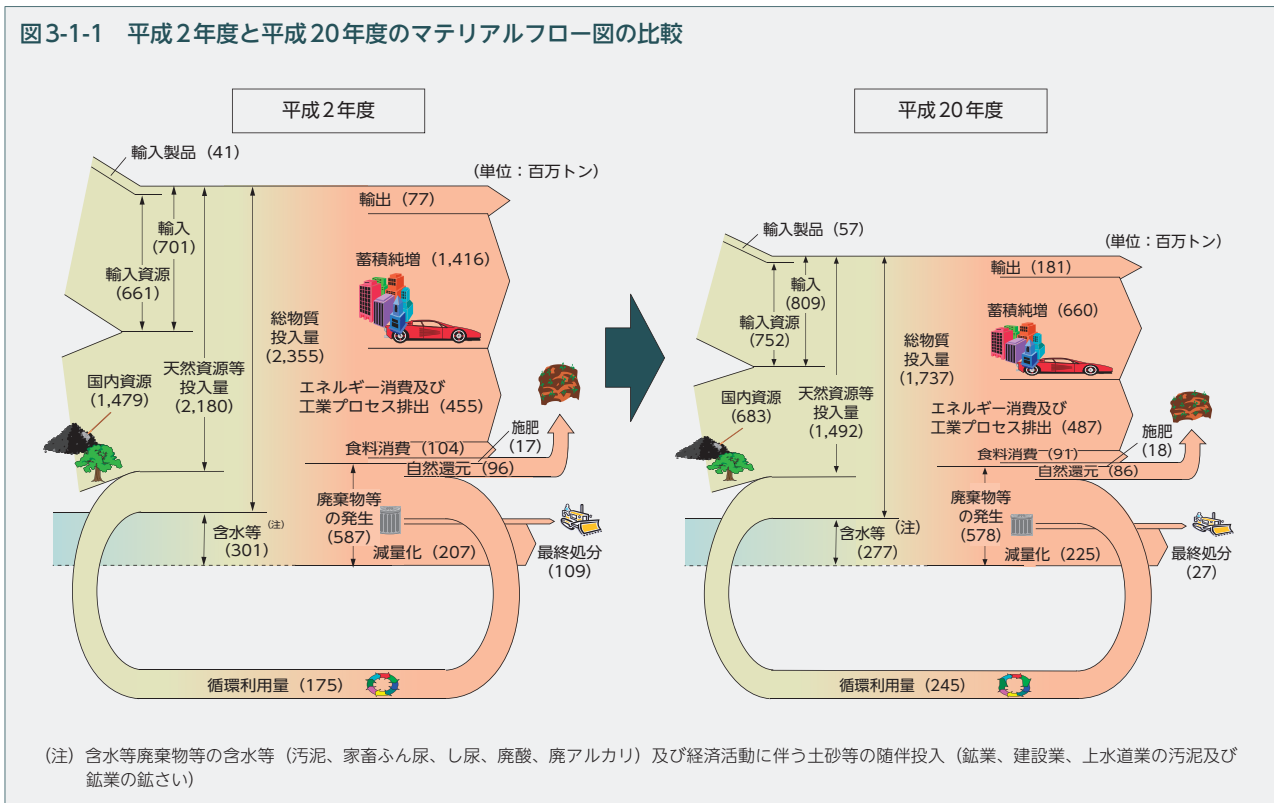 図3-1-1 平成2年度と平成20年度のマテリアルフロー図の比較
平成2年度
輸入製品（41）
（単位：百万トン）
輸出（77）
輸入
（701）
輸入資源
（661）
蓄積純増（1,416）
総物質
投入量
（2,355）
天然資源等
投入量
（2,180）
国内資源
（1,479）
エネルギー消費及び
工業プロセス排出（455）
食料消費（104）
施肥
（17）
自然還元（96）
廃棄物等
の発生
（587）
含水等（注）
（301）
減量化（207）
最終処分
（109）
循環利用量（175）
平成20年度
輸入製品（57）
（単位：百万トン）
輸出（181）
輸入
（809）
輸入資源
（752）
蓄積純増（660）
総物質
投入量
（1,737）
天然資源等
投入量
（1,492）
国内資源
（683）
エネルギー消費及び
工業プロセス排出（487）
食料消費（91）
施肥
（18）
自然還元（86）
廃棄物等
の発生
（578）
含水等（注）
（277）
減量化（225）
最終処分
（27）
循環利用量（245）
（注）含水等廃棄物等の含水等（汚泥、家畜ふん尿、し尿、廃酸、廃アルカリ）及び経済活動に伴う土砂等の随伴投入（鉱業、建設業、上水道業の汚泥及び
鉱業の鉱さい）